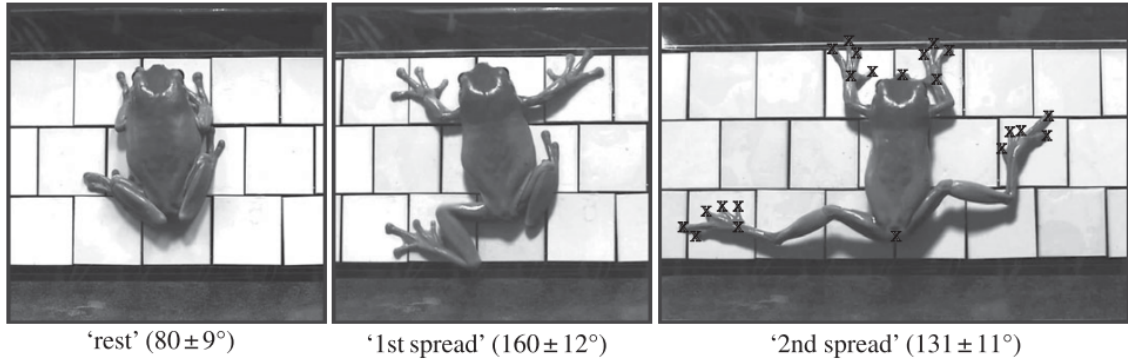 'rest' (80±9°)
'1st spread' (160±12°)
'2nd spread' (131±11°)